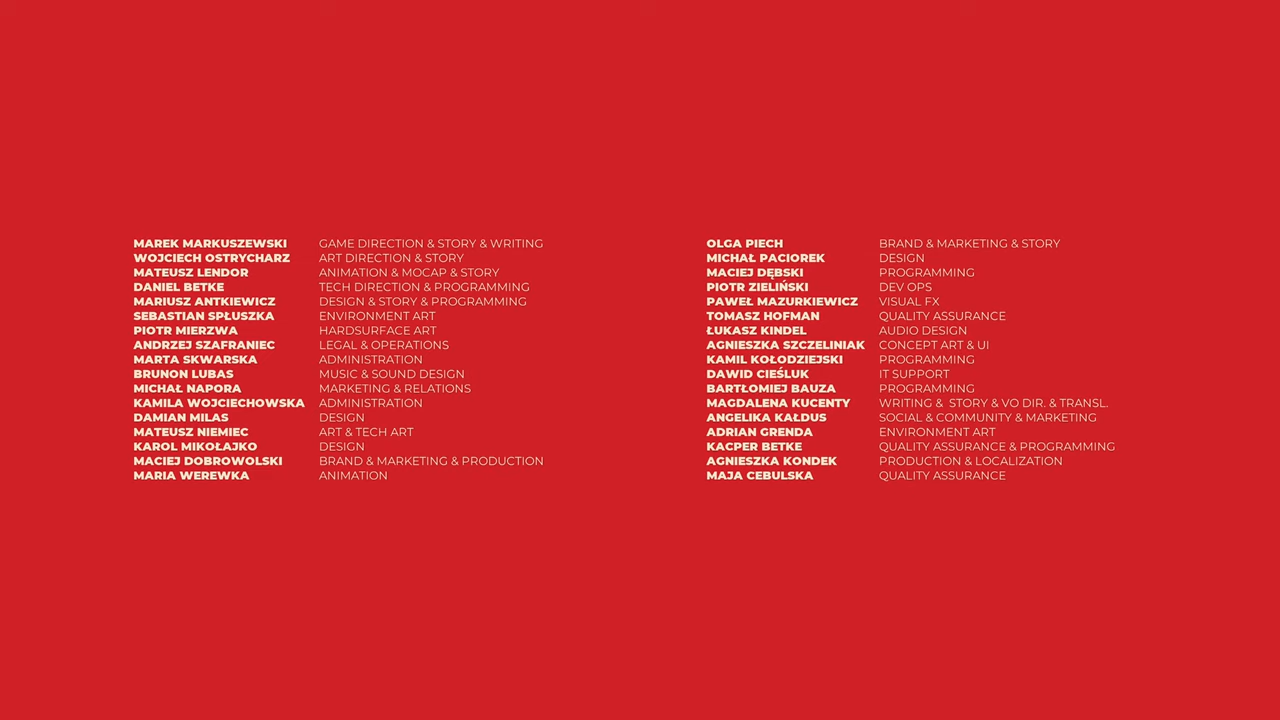 MAREK MARKUSZEWSKI GAME DIRECTION & STORY & WRITING
WOJCIECH OSTRYCHARZ ART DIRECTION & STORY
MATEUSZ LENDOR ANIMATION & MOCAP & STORY
DANIEL BETKE TECH DIRECTION & PROGRAMMING
MARIUSZ ANTKIEWICZ DESIGN & STORY & PROGRAMMING
SEBASTIAN SPŁUSZKA ENVIRONMENT ART
PIOTR MIERZWA HARDSURFACE ART
ANDRZEJ SZAFRANIEC LEGAL & OPERATIONS
MARTA SKWARSKA ADMINISTRATION
BRUNON LUBAS MUSIC & SOUND DESIGN
MICHAŁ NAPORA MARKETING & RELATIONS
KAMILA WOJCIECHOWSKA ADMINISTRATION
DAMIAN MILAS DESIGN
MATEUSZ NIEMIEC ART & TECH ART
KAROL MIKOŁAJKO DESIGN
MACIEJ DOBROWOLSKI BRAND & MARKETING & PRODUCTION
MARIA WEREWKA ANIMATION
OLGA PIECH BRAND & MARKETING & STORY
MICHAŁ PACIOREK DESIGN
MACIEJ DĘBSKI PROGRAMMING
PIOTR ZIELIŃSKI DEV OPS
PAWEŁ MAZURKIEWICZ VISUAL FX
TOMASZ HOFMAN QUALITY ASSURANCE
ŁUKASZ KINDEL AUDIO DESIGN
AGNIESZKA SZCZELINIAK CONCEPT ART & UI
KAMIL KOŁODZIEJSKI PROGRAMMING
DAWID CIEŚLUK IT SUPPORT
BARTŁOMIEJ BAUZA PROGRAMMING
MAGDALENA KUCENTY WRITING & STORY & VO DIR. & TRANSL.
ANGELIKA KAŁDUS SOCIAL & COMMUNITY & MARKETING
ADRIAN GRENDA ENVIRONMENT ART
KACPER BETKE QUALITY ASSURANCE & PROGRAMMING
AGNIESZKA KONDEK PRODUCTION & LOCALIZATION
MAJA CEBULSKA QUALITY ASSURANCE